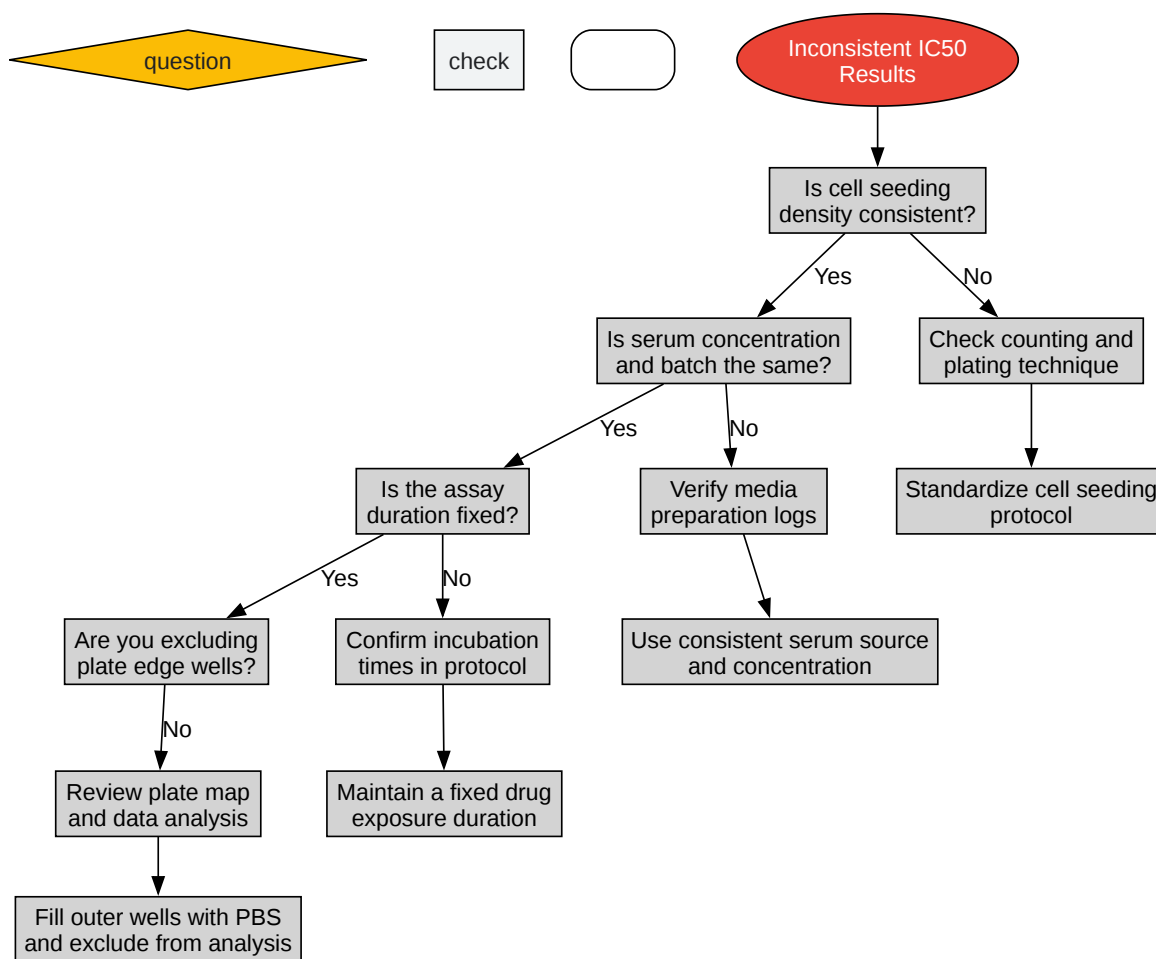 question
check
Inconsistent IC50
Results
Is cell seeding
density consistent?
Yes
No
Is serum concentration
and batch the same?
Check counting and
plating technique
Yes
No
Is the assay
duration fixed?
Verify media
preparation logs
Standardize cell seeding
protocol
Yes
No
Are you excluding
plate edge wells?
Confirm incubation
times in protocol
Use consistent serum source
and concentration
No
Review plate map
and data analysis
Maintain a fixed drug
exposure duration
Fill outer wells with PBS
and exclude from analysis